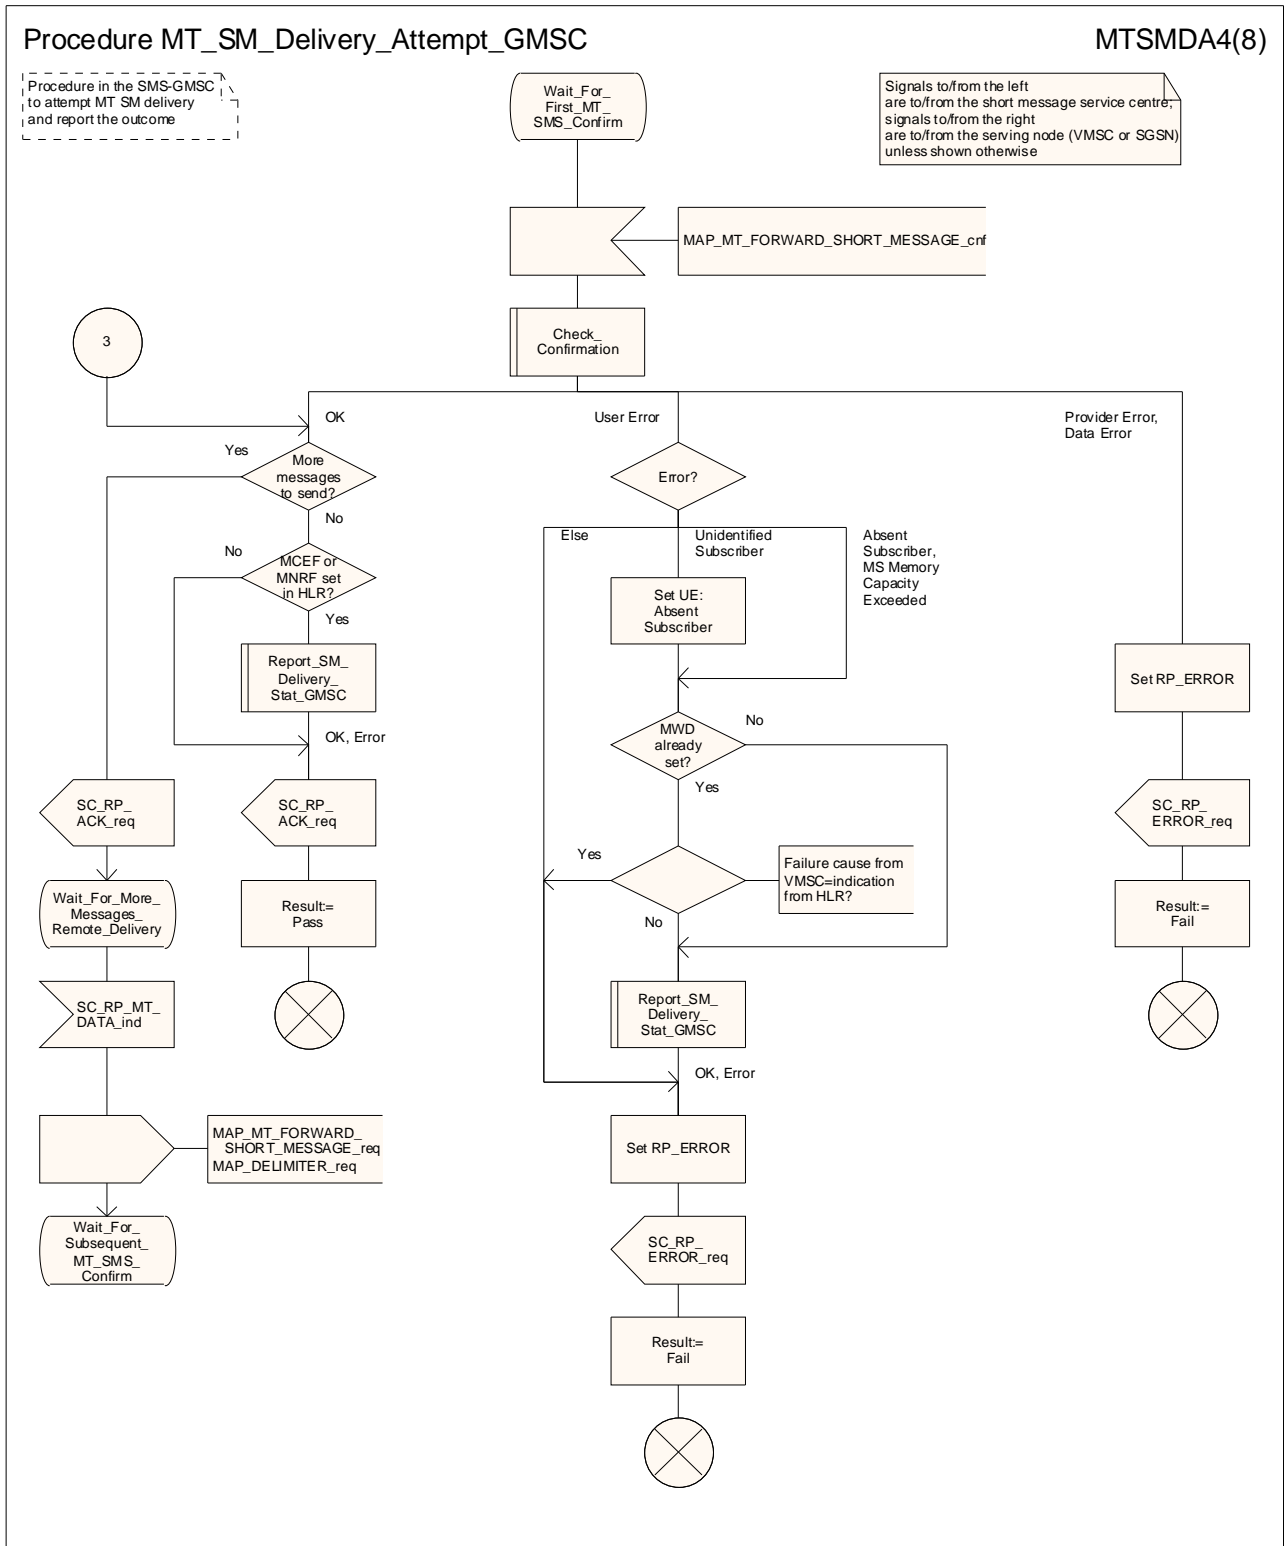 Procedure MT_SM_Delivery_Attempt_GMSC
MTSMDA4(8)
Procedure in the SMS-GMSC
to attempt MT SM delivery
and report the outcome
Wait_For_
First_MT_
SMS_Confirm
Signals to/from the left
are to/from the short message service centre;
signals to/from the right
are to/from the serving node (VMSC or SGSN)
unless shown otherwise
MAP_MT_FORWARD_SHORT_MESSAGE_cnf
Check_
Confirmation
3
OK
User Error
Provider Error,
Data Error
Yes
More
messages
to send?
Error?
No
No
MCEF or
MNRF set
in HLR?
Yes
Else
Unidentified
Subscriber
Absent
Subscriber,
MS Memory
Capacity
Exceeded
Set UE:
Absent
Subscriber
Report_SM_
Delivery_
Stat_GMSC
Set RP_ERROR
OK, Error
MWD
already
set?
No
Yes
SC_RP_
ACK_req
SC_RP_
ACK_req
SC_RP_
ERROR_req
Yes
Failure cause from
VMSC=indication
from HLR?
No
Wait_For_More_
Messages_
Remote_Delivery
Result:=
Pass
Result:=
Fail
SC_RP_MT_
DATA_ind
Report_SM_
Delivery_
Stat_GMSC
OK, Error
MAP_MT_FORWARD_
SHORT_MESSAGE_req
MAP_DELIMITER_req
Set RP_ERROR
Wait_For_
Subsequent_
MT_SMS_
Confirm
SC_RP_
ERROR_req
Result:=
Fail